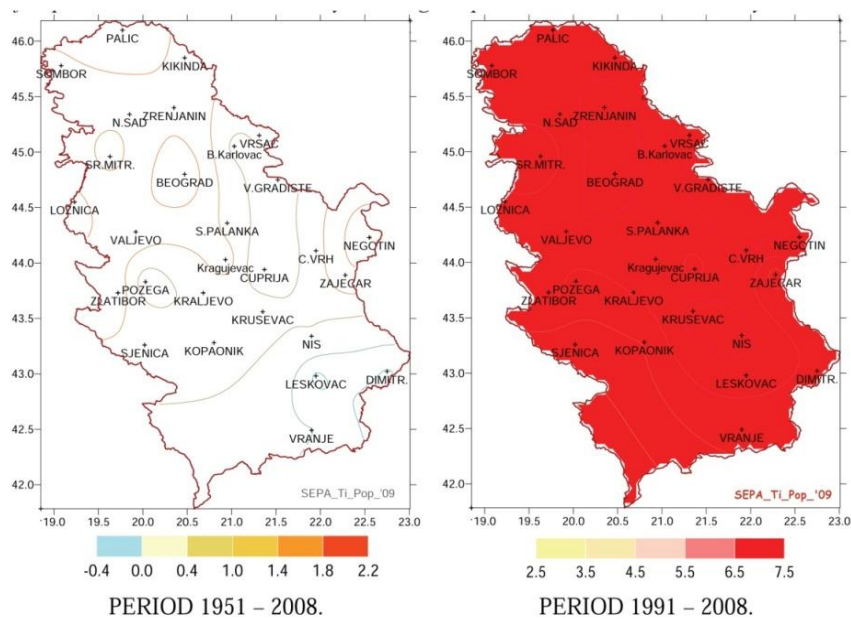 46.0
PALIC
SOMBOR
KIKINDA
45.5
N.SAD
ZRENJANIN
VRSAC
B.Karlovac
45.0
SR.MITR.
BEOGRAD
V.GRADISTE
44.5
LOZNICA
VALJEVO
S.PALANKA
NEGOTIN
44.0
C.VRH
Kragujevac
CUPRIJA
ZAJECAR
POZEGA
ZLATIBOR
KRALJEVO
43.5
KRUSEVAC
NIS
SJENICA
KOPAONIK
43.0
LESKOVAC
DIMITR.
42.5
VRANJE
42.0
SEPA_Ti_Pop_'09
19.0 19.5 20.0 20.5 21.0 21.5 22.0 22.5 23.0
-0.4 0.0 0.4 1.0 1.4 1.8 2.2
PERIOD 1951 – 2008.
46.0
PALIC
SOMBOR
KIKINDA
45.5
N.SAD
ZRENJANIN
VRSAC
B.Karlovac
45.0
SR.MITR.
BEOGRAD
V.GRADISTE
44.5
LOZNICA
VALJEVO
S.PALANKA
NEGOTIN
44.0
C.VRH
Kragujevac
CUPRIJA
ZAJECAR
POZEGA
ZLATIBOR
KRALJEVO
43.5
KRUSEVAC
NIS
SJENICA
KOPAONIK
43.0
LESKOVAC
DIMITR.
42.5
VRANJE
42.0
SEPA_Ti_Pop_'09
19.0 19.5 20.0 20.5 21.0 21.5 22.0 22.5 23.0
2.5 3.5 4.5 5.5 6.5 7.5
PERIOD 1991 – 2008.